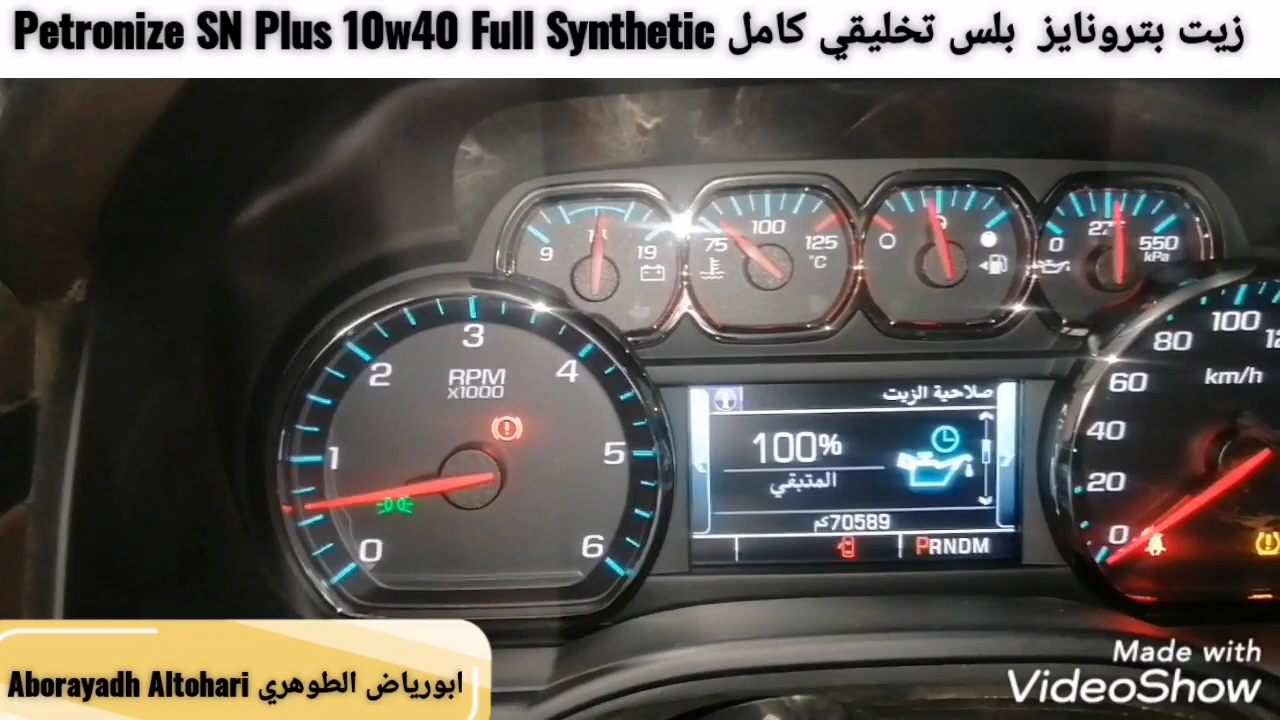 Petronize SN Plus 10w40 Full Synthetic زيت بترونايز بلس تخليقي كامل
9 19
75 100 125 °C
0 550 kPa
0 1 2 3 4 5 6
RPM
x1000
صلاحية الزيت
100%
المتبقي
70589كم
PRNDM
0 20 40 60 80 100
km/h
Aborayadh Altohari ابورياض الطوهري
Made with
VideoShow